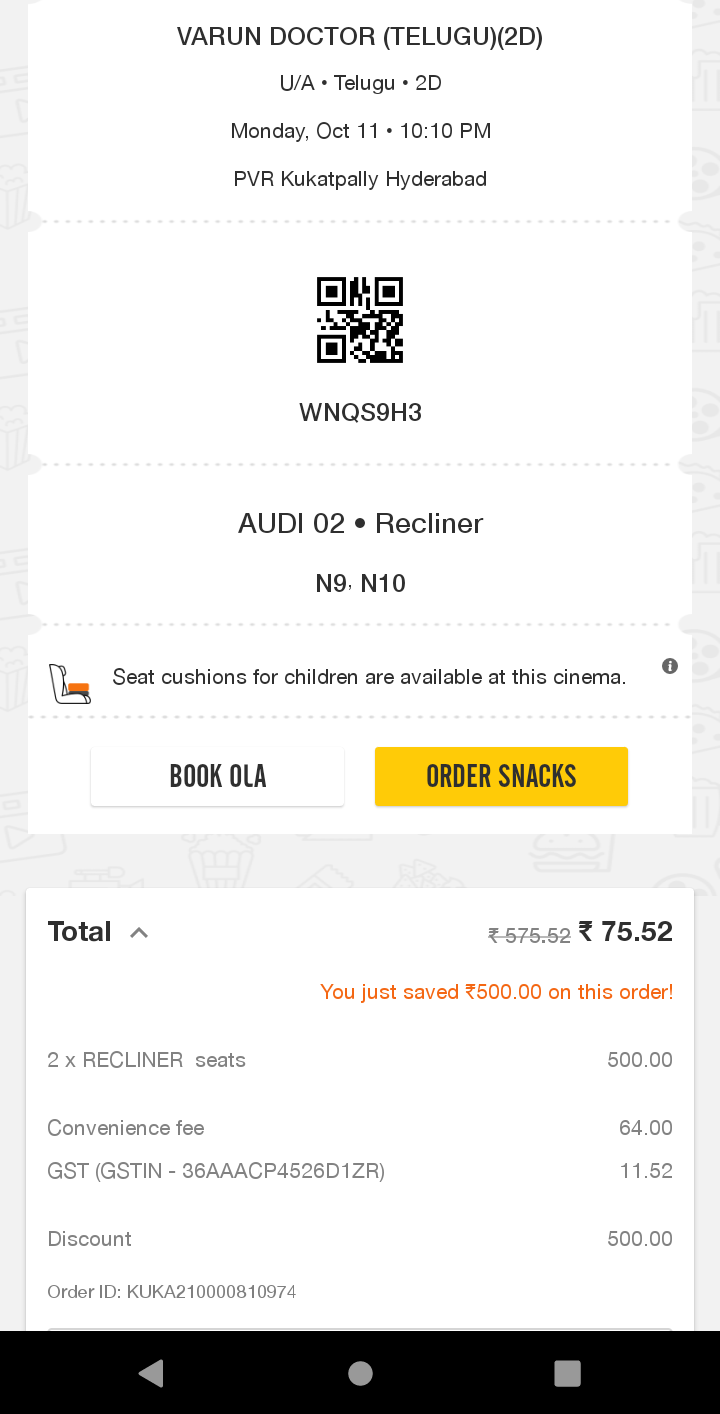 VARUN DOCTOR (TELUGU)(2D)
U/A • Telugu • 2D
Monday, Oct 11 • 10:10 PM
PVR Kukatpally Hyderabad
WNQS9H3
AUDI 02 • Recliner
N9, N10
Seat cushions for children are available at this cinema.
BOOK OLA
ORDER SNACKS
Total ₹ 575.52 ₹ 75.52
You just saved ₹500.00 on this order!
2 x RECLINER seats 500.00
Convenience fee 64.00
GST (GSTIN - 36AAACP4526D1ZR) 11.52
Discount 500.00
Order ID: KUKA210000810974